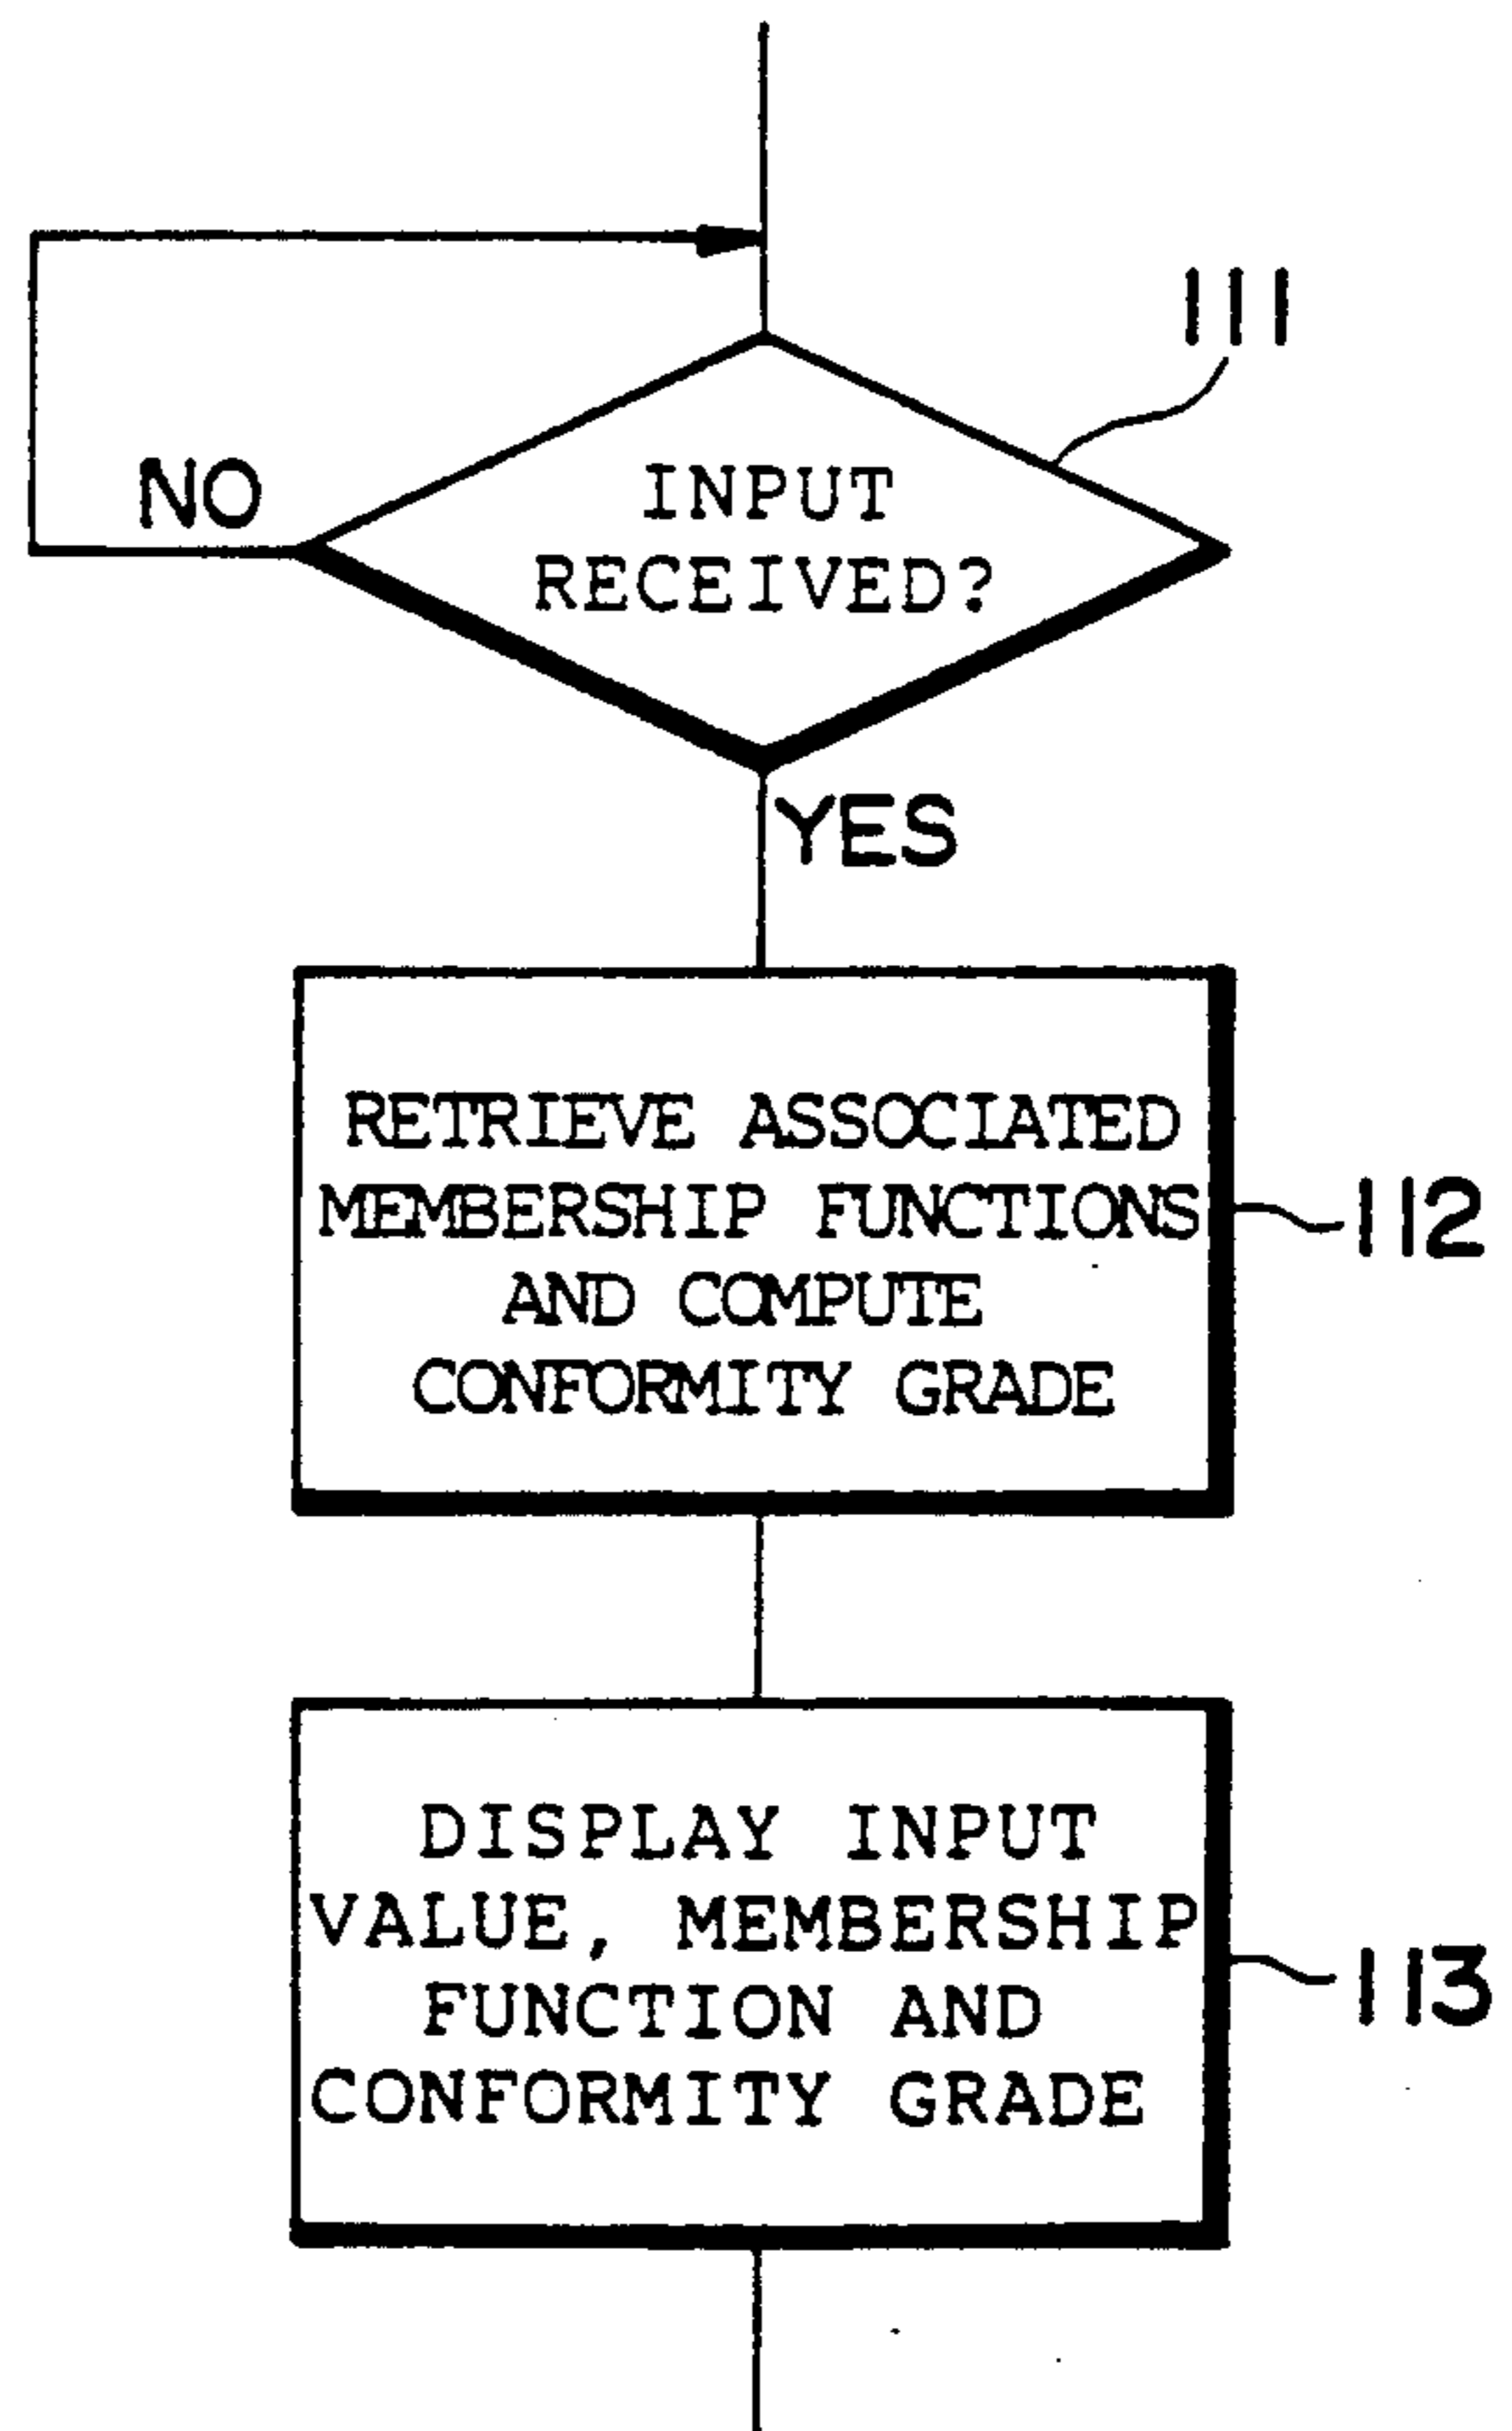 111
NO
INPUT
RECEIVED?
YES
RETRIEVE ASSOCIATED
MEMBERSHIP FUNCTIONS
AND COMPUTE
CONFORMITY GRADE
112
DISPLAY INPUT
VALUE, MEMBERSHIP
FUNCTION AND
CONFORMITY GRADE
113